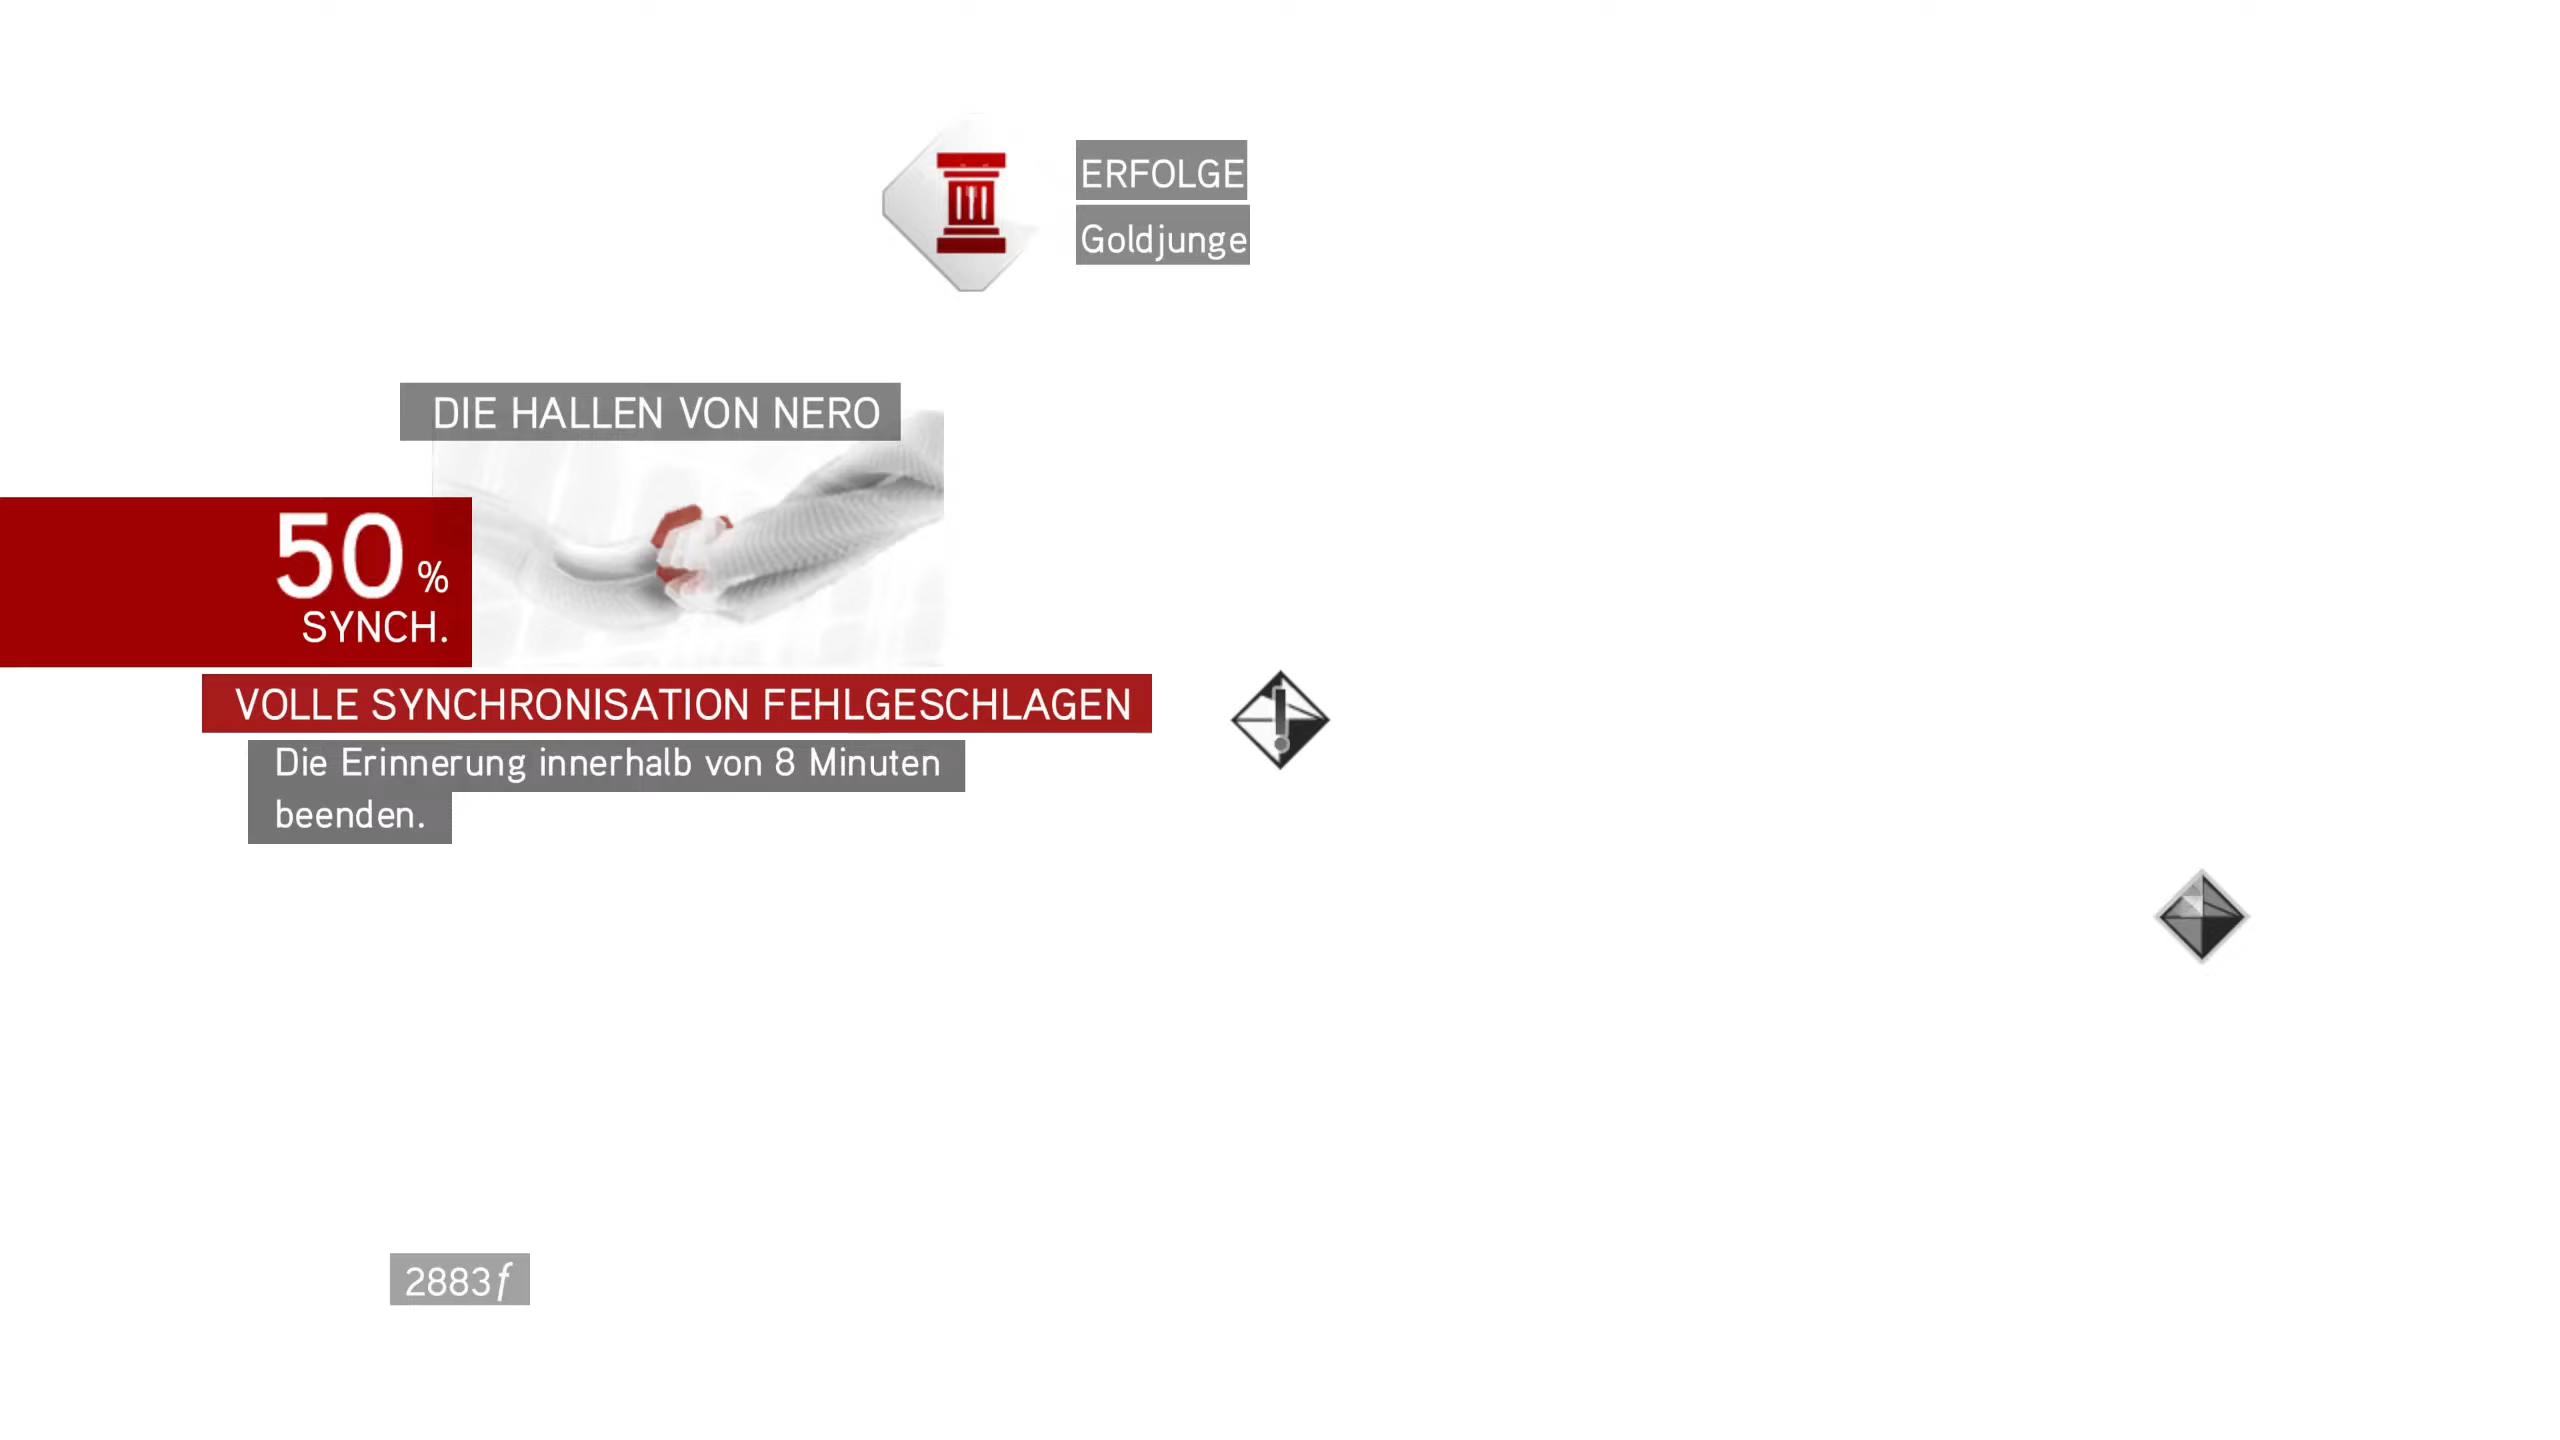 ERFOLGE
Goldjunge
DIE HALLEN VON NERO
50 %
SYNCH.
VOLLE SYNCHRONISATION FEHLGESCHLAGEN
Die Erinnerung innerhalb von 8 Minuten
beenden.
2883ƒ